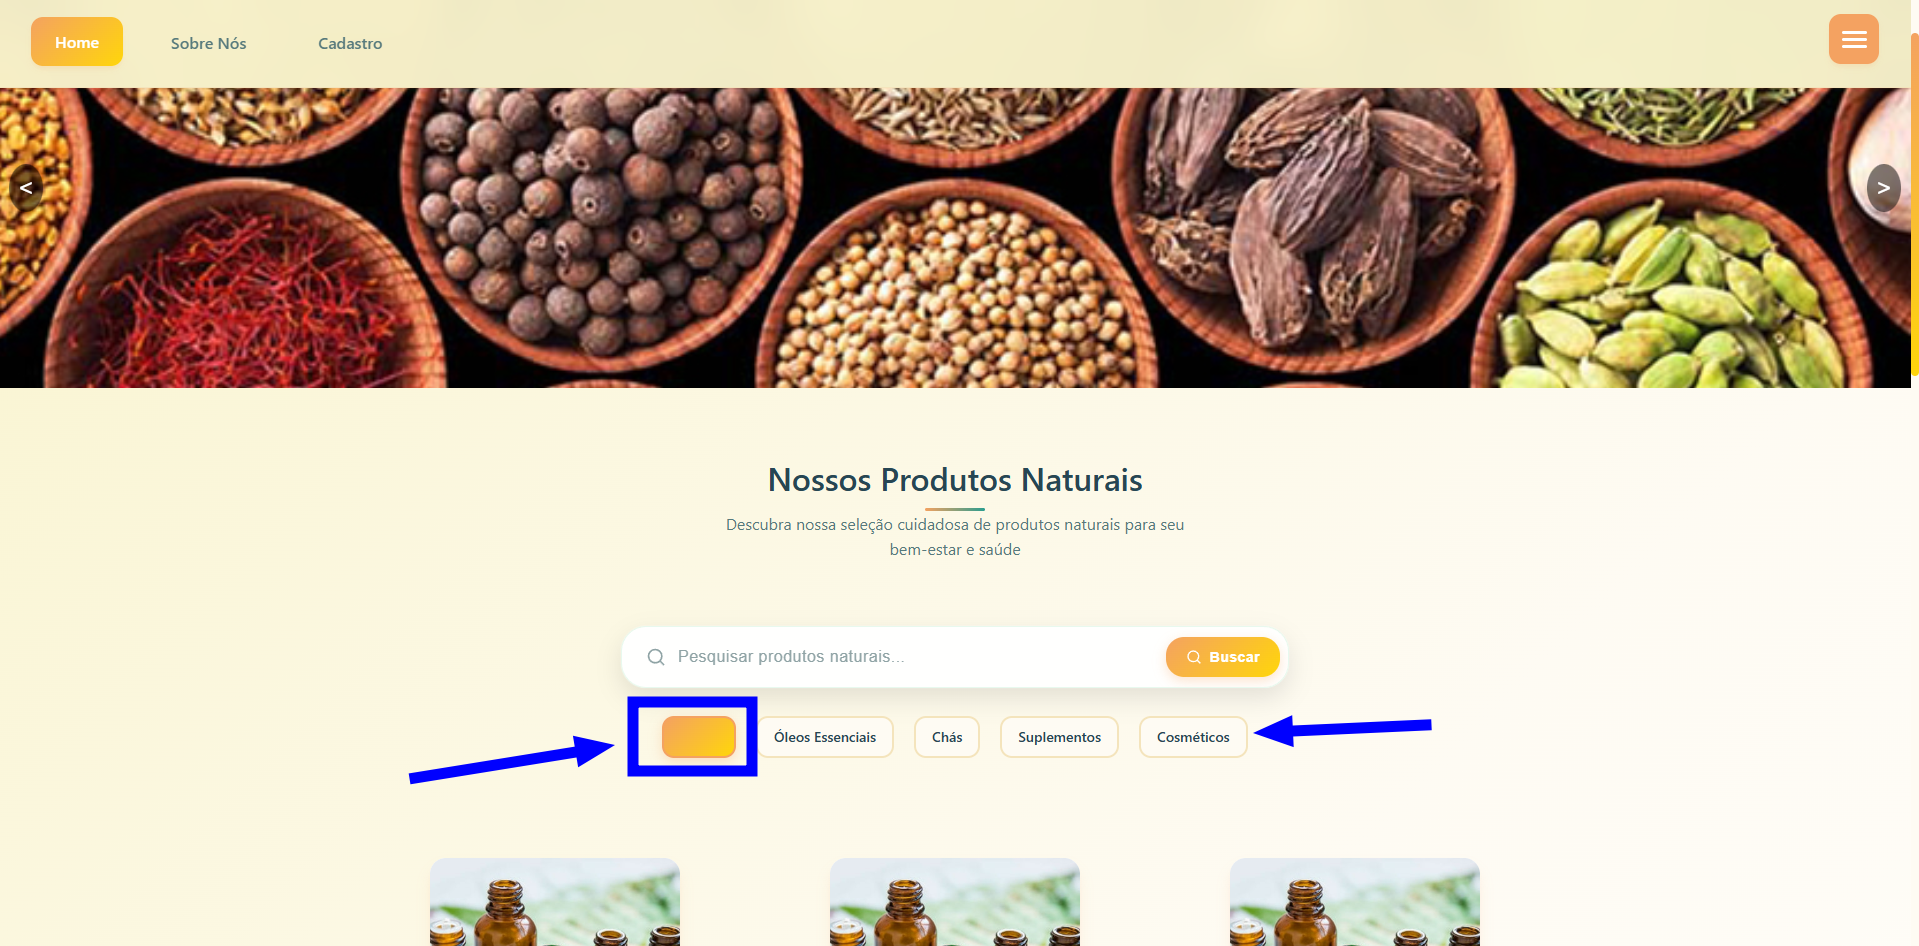 Home
Sobre Nós
Cadastro
<
>
Nossos Produtos Naturais
Descubra nossa seleção cuidadosa de produtos naturais para seu
bem-estar e saúde
Pesquisar produtos naturais...
Buscar
Óleos Essenciais
Chás
Suplementos
Cosméticos